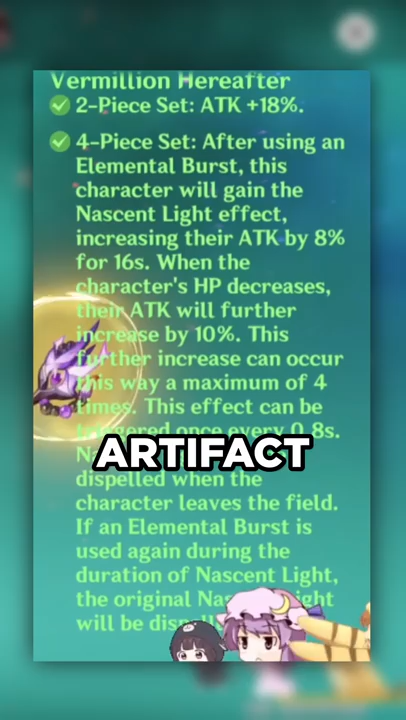 Vermillion Hereafter
2-Piece Set: ATK +18%.
4-Piece Set: After using an
Elemental Burst, this
character will gain the
Nascent Light effect,
increasing their ATK by 8%
for 16s. When the
character's HP decreases,
their ATK will further
increase by 10%. This
further increase can occur
this way a maximum of 4
times. This effect can be
triggered once every 0.8s.
ARTIFACT
dispelled when the
character leaves the field.
If an Elemental Burst is
used again during the
duration of Nascent Light,
the original
will be